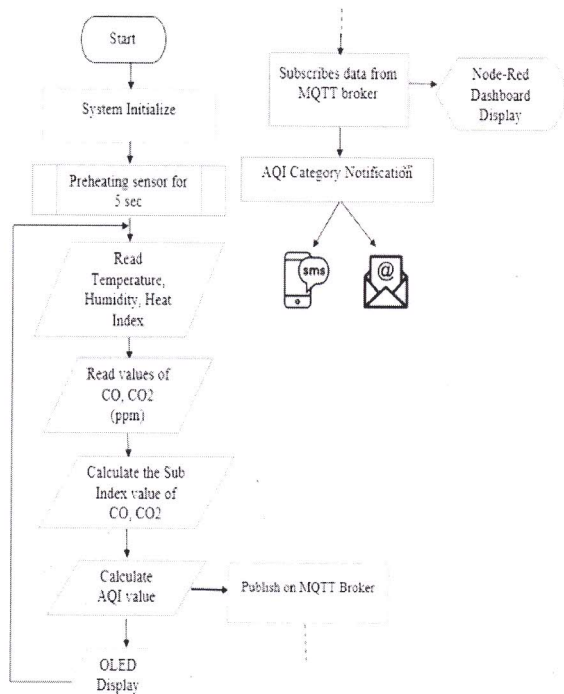 Start
System Initialize
Preheating sensor for
5 sec
Read
Temperature,
Humidity, Heat
Index
Read values of
CO, CO2
(ppm)
Calculate the Sub
Index value of
CO, CO2
Calculate
AQI value
OLED
Display
Publish on MQTT Broker
Subscribes data from
MQTT broker
Node-Red
Dashboard
Display
AQI Category Notification
sms
@